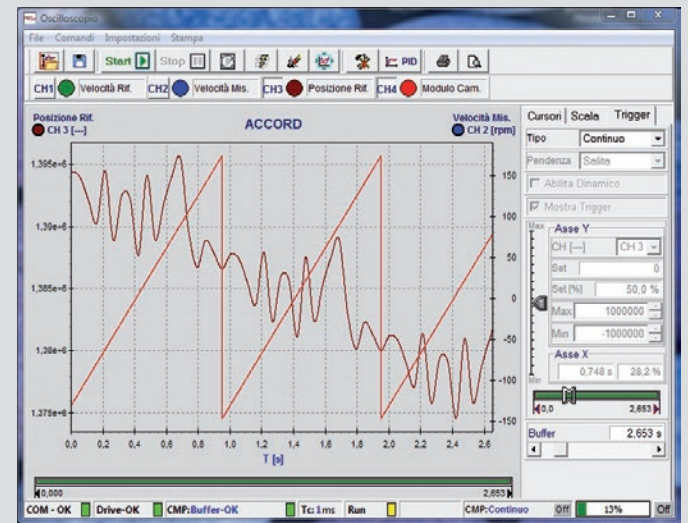 Oscilloscopio
File Comandi Impostazioni Stampa
Start Stop PID
CH1 Velocità Rif. CH2 Velocità Mis. CH3 Posizione Rif. CH4 Modulo Cam.
Posizione Rif.
CH 3 [---]
ACCORD
Velocità Mis.
CH 2 [rpm]
1,395e+6
1,39e+6
1,385e+6
1,38e+6
1,375e+6
150
100
50
0
-50
-100
-150
0,0 0,2 0,4 0,6 0,8 1,0 1,2 1,4 1,6 1,8 2,0 2,2 2,4 2,6
T [s]
0,000 2,653
Cursori Scala Trigger
Tipo Continuo
Pendenza Salita
Abilita Dinamico
Mostra Trigger
Max
Asse Y
CH [---] CH 3
Set 0
Set [%] 50,0 %
Max 1000000
Min -1000000
Asse X
0,748 s 28,2 %
Min
0,0 2,653
Buffer 2,653 s
COM - OK Drive-OK CMP:Buffer-OK Tc:1ms Run CMP:Continuo Off 13% Off